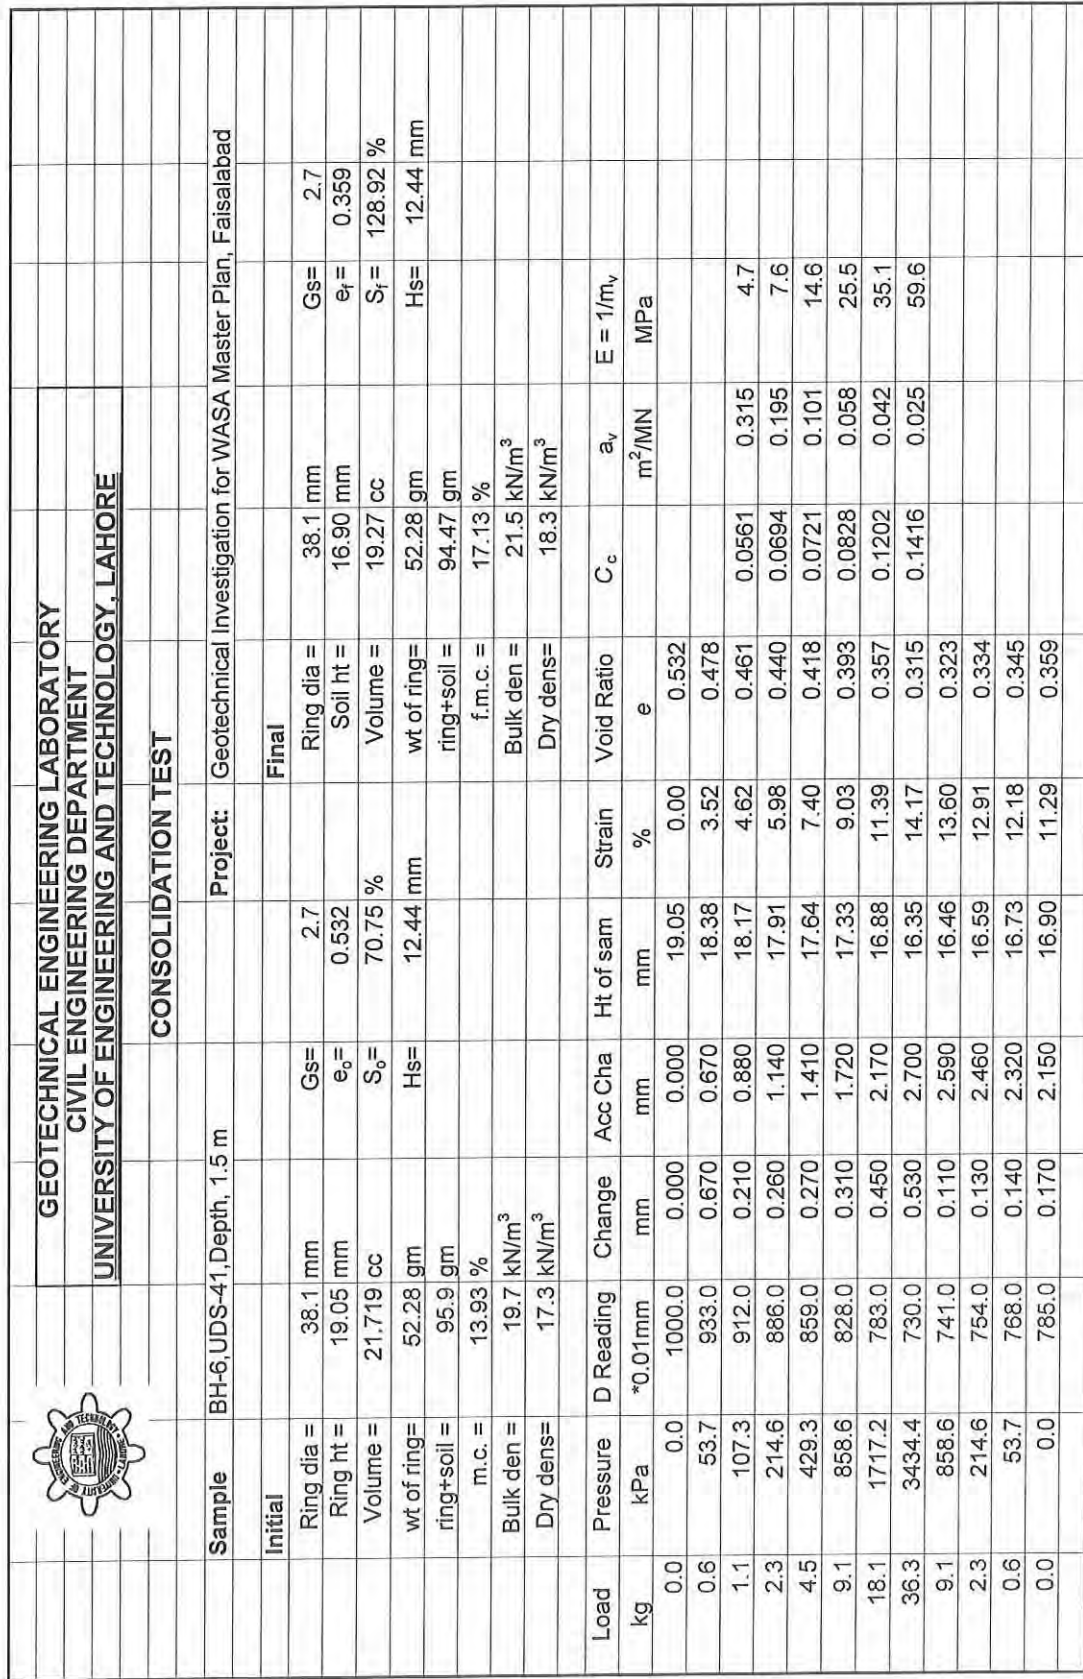 GEOTECHNICAL ENGINEERING LABORATORY
CIVIL ENGINEERING DEPARTMENT
UNIVERSITY OF ENGINEERING AND TECHNOLOGY, LAHORE
CONSOLIDATION TEST
Sample BH-6,UDS-41,Depth, 1.5 m Project: Geotechnical Investigation for WASA Master Plan, Faisalabad
Initial Final
Ring dia = 38.1 mm Gs= 2.7 Ring dia = 38.1 mm Gs= 2.7
Ring ht = 19.05 mm eo= 0.532 Soil ht = 16.90 mm ef = 0.359
Volume = 21.719 cc So= 70.75 % Volume = 19.27 cc Sf = 128.92 %
wt of ring= 52.28 gm Hs= 12.44 mm wt of ring= 52.28 gm Hs= 12.44 mm
ring+soil = 95.9 gm ring+soil = 94.47 gm
m.c. = 13.93 % f.m.c. = 17.13 %
Bulk den = 19.7 kN/m³ Bulk den = 21.5 kN/m³
Dry dens= 17.3 kN/m³ Dry dens= 18.3 kN/m³
Load Pressure D Reading Change Acc Cha Ht of sam Strain Void Ratio Cc av E = 1/mv
kg kPa *0.01mm mm mm mm % e m²/MN MPa
0.0 0.0 1000.0 0.000 0.000 19.05 0.00 0.532
0.6 53.7 933.0 0.670 0.670 18.38 3.52 0.478
1.1 107.3 912.0 0.210 0.880 18.17 4.62 0.461 0.0561 0.315 4.7
2.3 214.6 886.0 0.260 1.140 17.91 5.98 0.440 0.0694 0.195 7.6
4.5 429.3 859.0 0.270 1.410 17.64 7.40 0.418 0.0721 0.101 14.6
9.1 858.6 828.0 0.310 1.720 17.33 9.03 0.393 0.0828 0.058 25.5
18.1 1717.2 783.0 0.450 2.170 16.88 11.39 0.357 0.1202 0.042 35.1
36.3 3434.4 730.0 0.530 2.700 16.35 14.17 0.315 0.1416 0.025 59.6
9.1 858.6 741.0 0.110 2.590 16.46 13.60 0.323
2.3 214.6 754.0 0.130 2.460 16.59 12.91 0.334
0.6 53.7 768.0 0.140 2.320 16.73 12.18 0.345
0.0 0.0 785.0 0.170 2.150 16.90 11.29 0.359